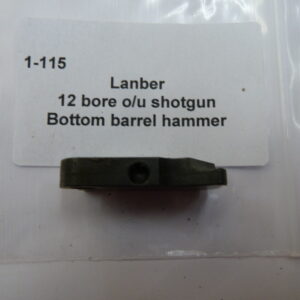 1-115
Lanber
12 bore o/u shotgun
Bottom barrel hammer